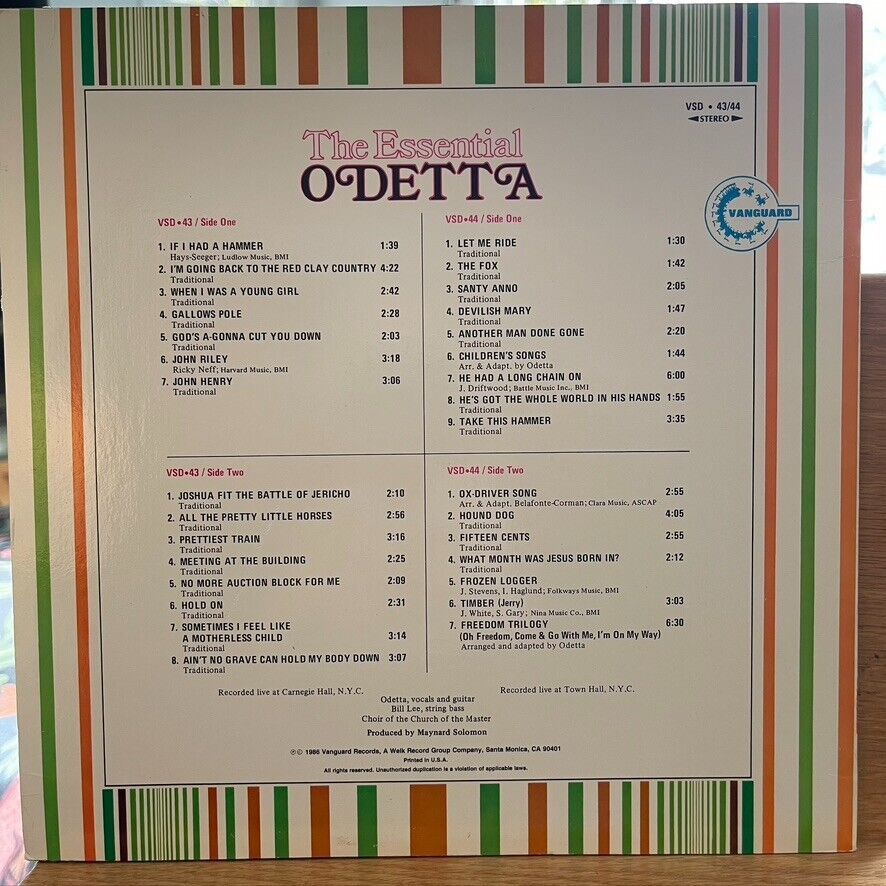 VSD • 43/44
◄STEREO►
The Essential
ODETTA
VANGUARD
VSD•43 / Side One
1. IF I HAD A HAMMER 1:39
Hays-Seeger; Ludlow Music, BMI
2. I'M GOING BACK TO THE RED CLAY COUNTRY 4:22
Traditional
3. WHEN I WAS A YOUNG GIRL 2:42
Traditional
4. GALLOWS POLE 2:28
Traditional
5. GOD'S A-GONNA CUT YOU DOWN 2:03
Traditional
6. JOHN RILEY 3:18
Ricky Neff; Harvard Music, BMI
7. JOHN HENRY 3:06
Traditional
VSD•44 / Side One
1. LET ME RIDE 1:30
Traditional
2. THE FOX 1:42
Traditional
3. SANTY ANNO 2:05
Traditional
4. DEVILISH MARY 1:47
Traditional
5. ANOTHER MAN DONE GONE 2:20
Traditional
6. CHILDREN'S SONGS 1:44
Arr. & Adapt. by Odetta
7. HE HAD A LONG CHAIN ON 6:00
J. Driftwood; Battle Music Inc., BMI
8. HE'S GOT THE WHOLE WORLD IN HIS HANDS 1:55
Traditional
9. TAKE THIS HAMMER 3:35
Traditional
VSD•43 / Side Two
1. JOSHUA FIT THE BATTLE OF JERICHO 2:10
Traditional
2. ALL THE PRETTY LITTLE HORSES 2:56
Traditional
3. PRETTIEST TRAIN 3:16
Traditional
4. MEETING AT THE BUILDING 2:25
Traditional
5. NO MORE AUCTION BLOCK FOR ME 2:09
Traditional
6. HOLD ON 2:31
Traditional
7. SOMETIMES I FEEL LIKE
A MOTHERLESS CHILD 3:14
Traditional
8. AIN'T NO GRAVE CAN HOLD MY BODY DOWN 3:07
Traditional
VSD•44 / Side Two
1. OX-DRIVER SONG 2:55
Arr. & Adapt. Belafonte-Corman; Clara Music, ASCAP
2. HOUND DOG 4:05
Traditional
3. FIFTEEN CENTS 2:55
Traditional
4. WHAT MONTH WAS JESUS BORN IN? 2:12
Traditional
5. FROZEN LOGGER
J. Stevens, I. Haglund; Folkways Music, BMI
6. TIMBER (Jerry) 3:03
J. White, S. Gary; Nina Music Co., BMI
7. FREEDOM TRILOGY 6:30
(Oh Freedom, Come & Go With Me, I'm On My Way)
Arranged and adapted by Odetta
Recorded live at Carnegie Hall, N.Y.C.
Recorded live at Town Hall, N.Y.C.
Odetta, vocals and guitar
Bill Lee, string bass
Choir of the Church of the Master
Produced by Maynard Solomon
℗© 1986 Vanguard Records, A Welk Record Group Company, Santa Monica, CA 90401
Printed in U.S.A.
All rights reserved. Unauthorized duplication is a violation of applicable laws.